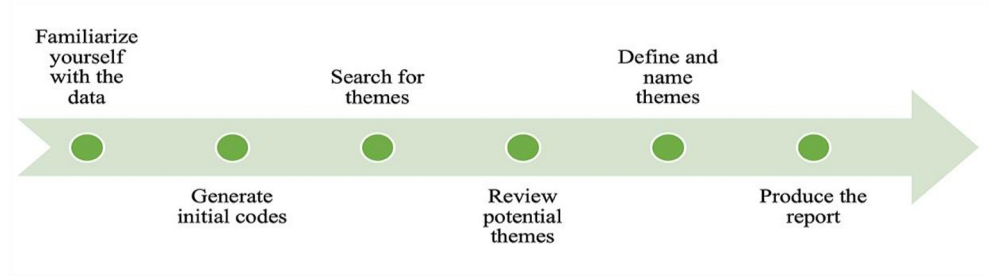 Familiarize
yourself
with the
data
Generate
initial codes
Search for
themes
Review
potential
themes
Define and
name
themes
Produce the
report